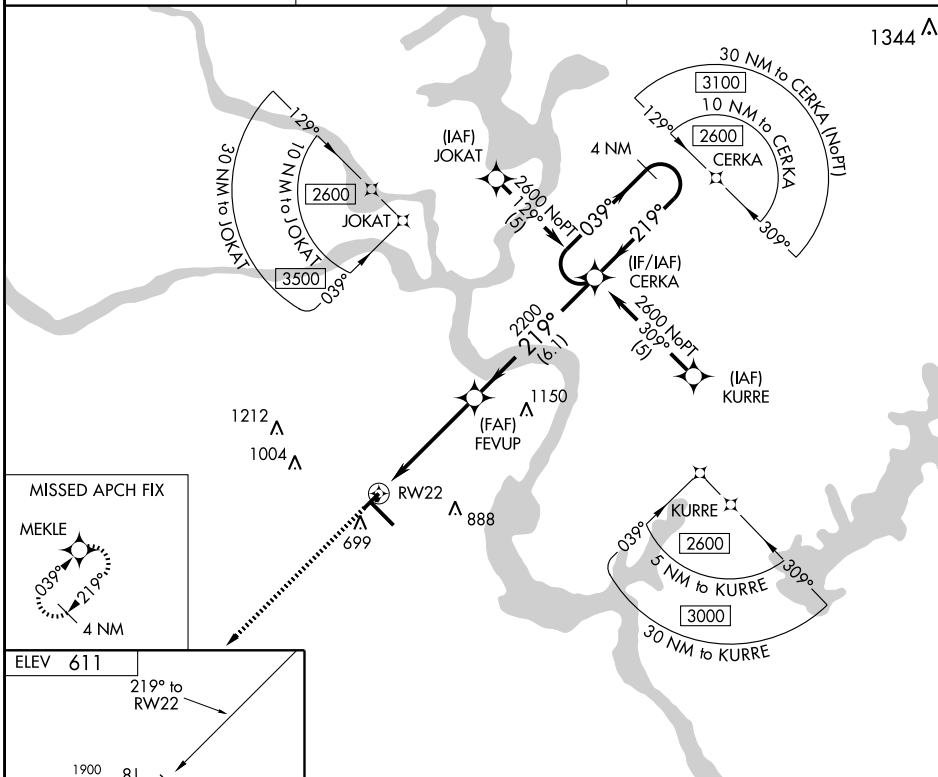 1344
30 NM to CERKA (NoPT)
3100
10 NM to CERKA
2600
129°
CERKA
309°
129°
10 NM to JOKAT
30 NM to JOKAT
2600
JOKAT
3500
039°
(IAF)
JOKAT
2600 NoPT
129°
(5)
4 NM
039°
219°
(IF/IAF)
CERKA
2600 NoPT
309°
(5)
(IAF)
KURRE
2200
219°
(6.1)
1150
(FAF)
FEVUP
1212
1004
RW22
888
699
KURRE
039°
2600
309°
5 NM to KURRE
3000
30 NM to KURRE
MISSED APCH FIX
MEKLE
039°
219°
4 NM
ELEV 611
219° to
RW22
1900